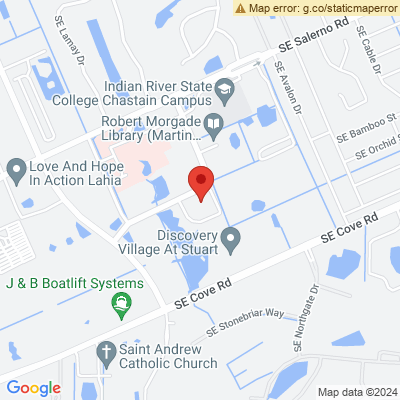 Map error: g.co/staticmaperror
SE Lamay Dr
SE Salerno Rd
SE Cable Dr
Indian River State
College Chastain Campus
SE Avalon Dr
Robert Morgade
Library (Martin...
SE Bamboo St
SE Orchid S
Love And Hope
In Action Lahia
SE Cove Rd
Discovery
Village At Stuart
J & B Boatlift Systems
SE Cove Rd
SE Stonebriar Way
SE Northgate Dr
Saint Andrew
Catholic Church
Google
Map data ©2024